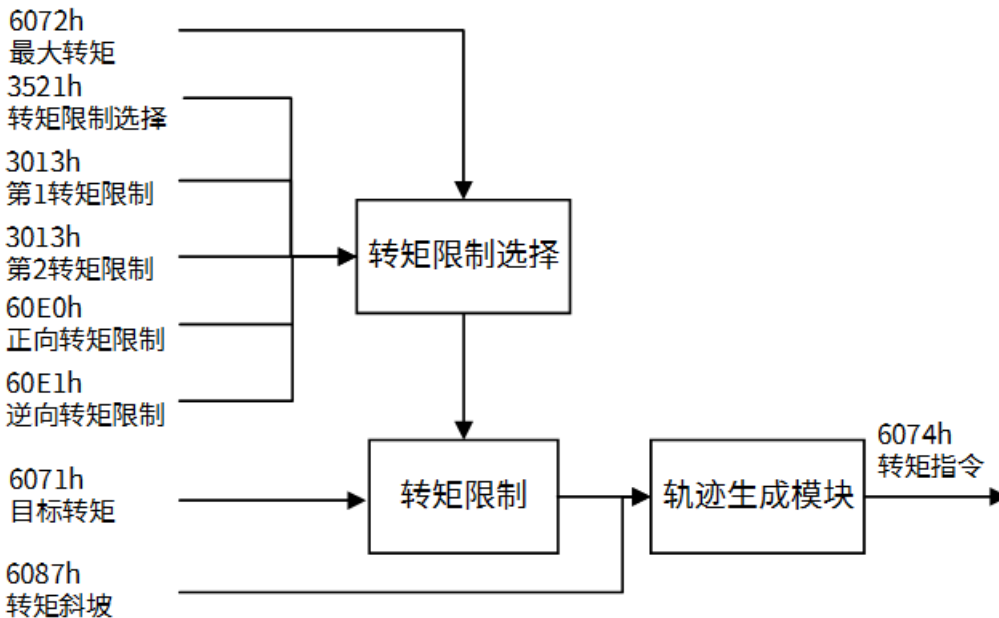 6072h
最大转矩
3521h
转矩限制选择
3013h
第1转矩限制
3013h
第2转矩限制
60E0h
正向转矩限制
60E1h
逆向转矩限制
转矩限制选择
6071h
目标转矩
转矩限制
轨迹生成模块
6074h
转矩指令
6087h
转矩斜坡